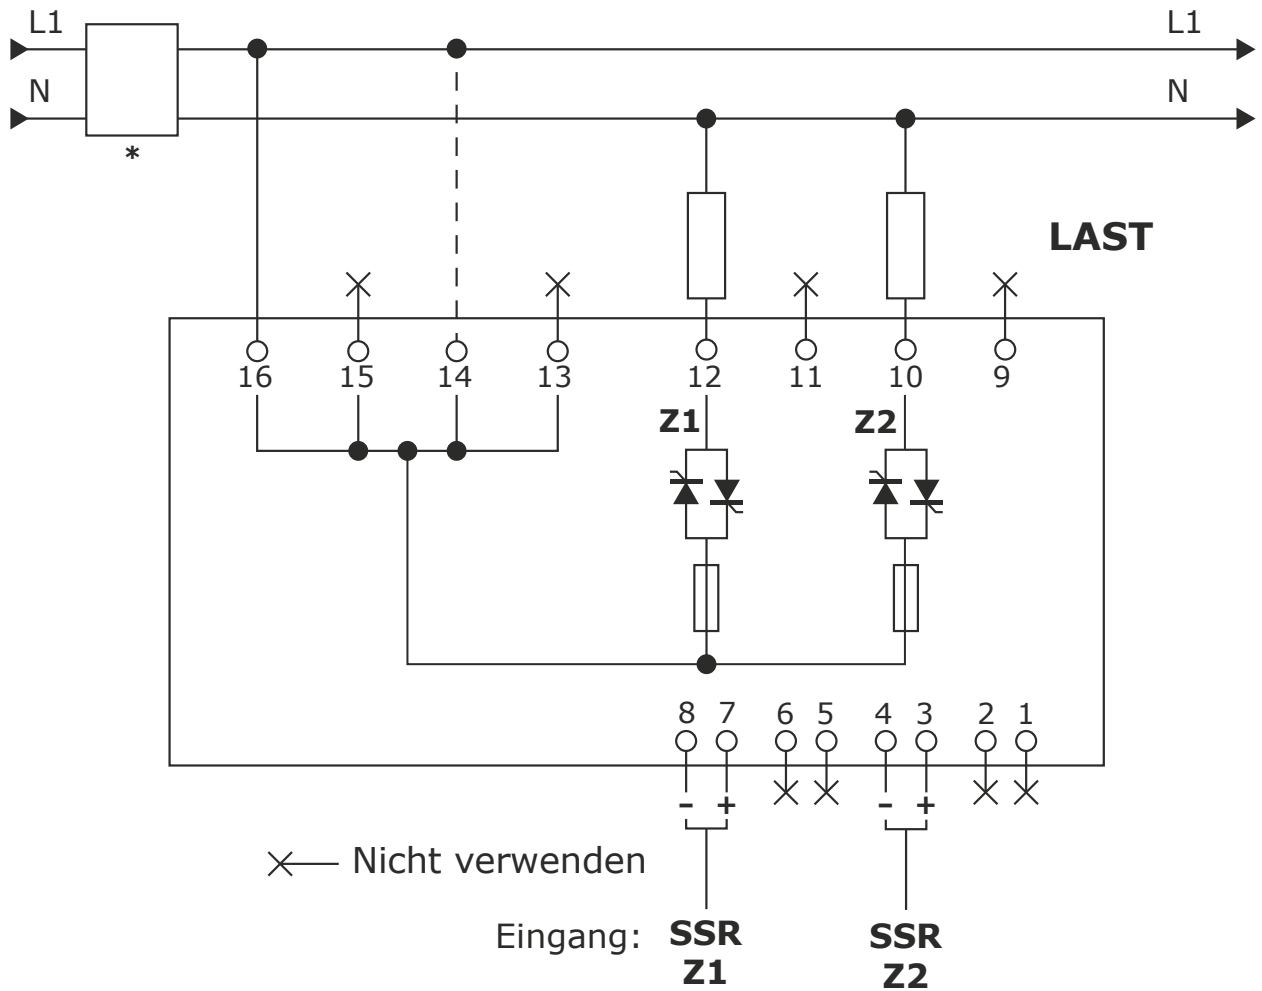 L1 L1
N N
*
LAST
16 15 14 13 12 11 10 9
Z1 Z2
8 7 6 5 4 3 2 1
- + - +
Nicht verwenden
Eingang: SSR SSR
Z1 Z2